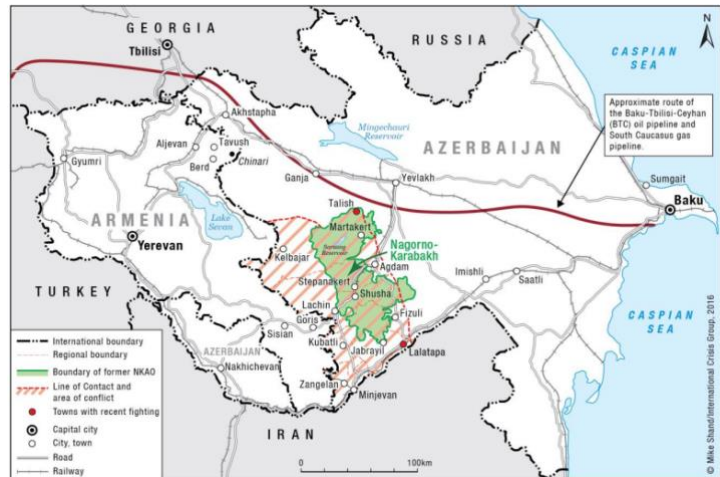 GEORGIA
Tbilisi
RUSSIA
CASPIAN
SEA
N
Akhstapha
Mingechauri
Reservoir
Approximate route of
the Baku-Tbilisi-Ceyhan
(BTC) oil pipeline and
South Caucasus gas
pipeline.
Gyumri
Aljevan
Tavush
Berd
Chinari
AZERBAIJAN
Ganja
Yevlakh
Sumgait
Baku
ARMENIA
Lake
Sevan
Yerevan
Talish
Martakert
Sarsang
Reservoir
Nagorno-
Karabakh
Kelbajar
Agdam
Imishli
Saatli
Stepanakert
Shusha
TURKEY
Lachin
Goris
Sisian
Fizuli
CASPIAN
SEA
Kubatli
Jabrayil
Lalatapa
AZERBAIJAN
Nakhichevan
Zangelan
Minjevan
IRAN
International boundary
Regional boundary
Boundary of former NKAO
Line of Contact and
area of conflict
Towns with recent fighting
Capital city
City, town
Road
Railway
0
100km
© Mike Shand/International Crisis Group, 2016